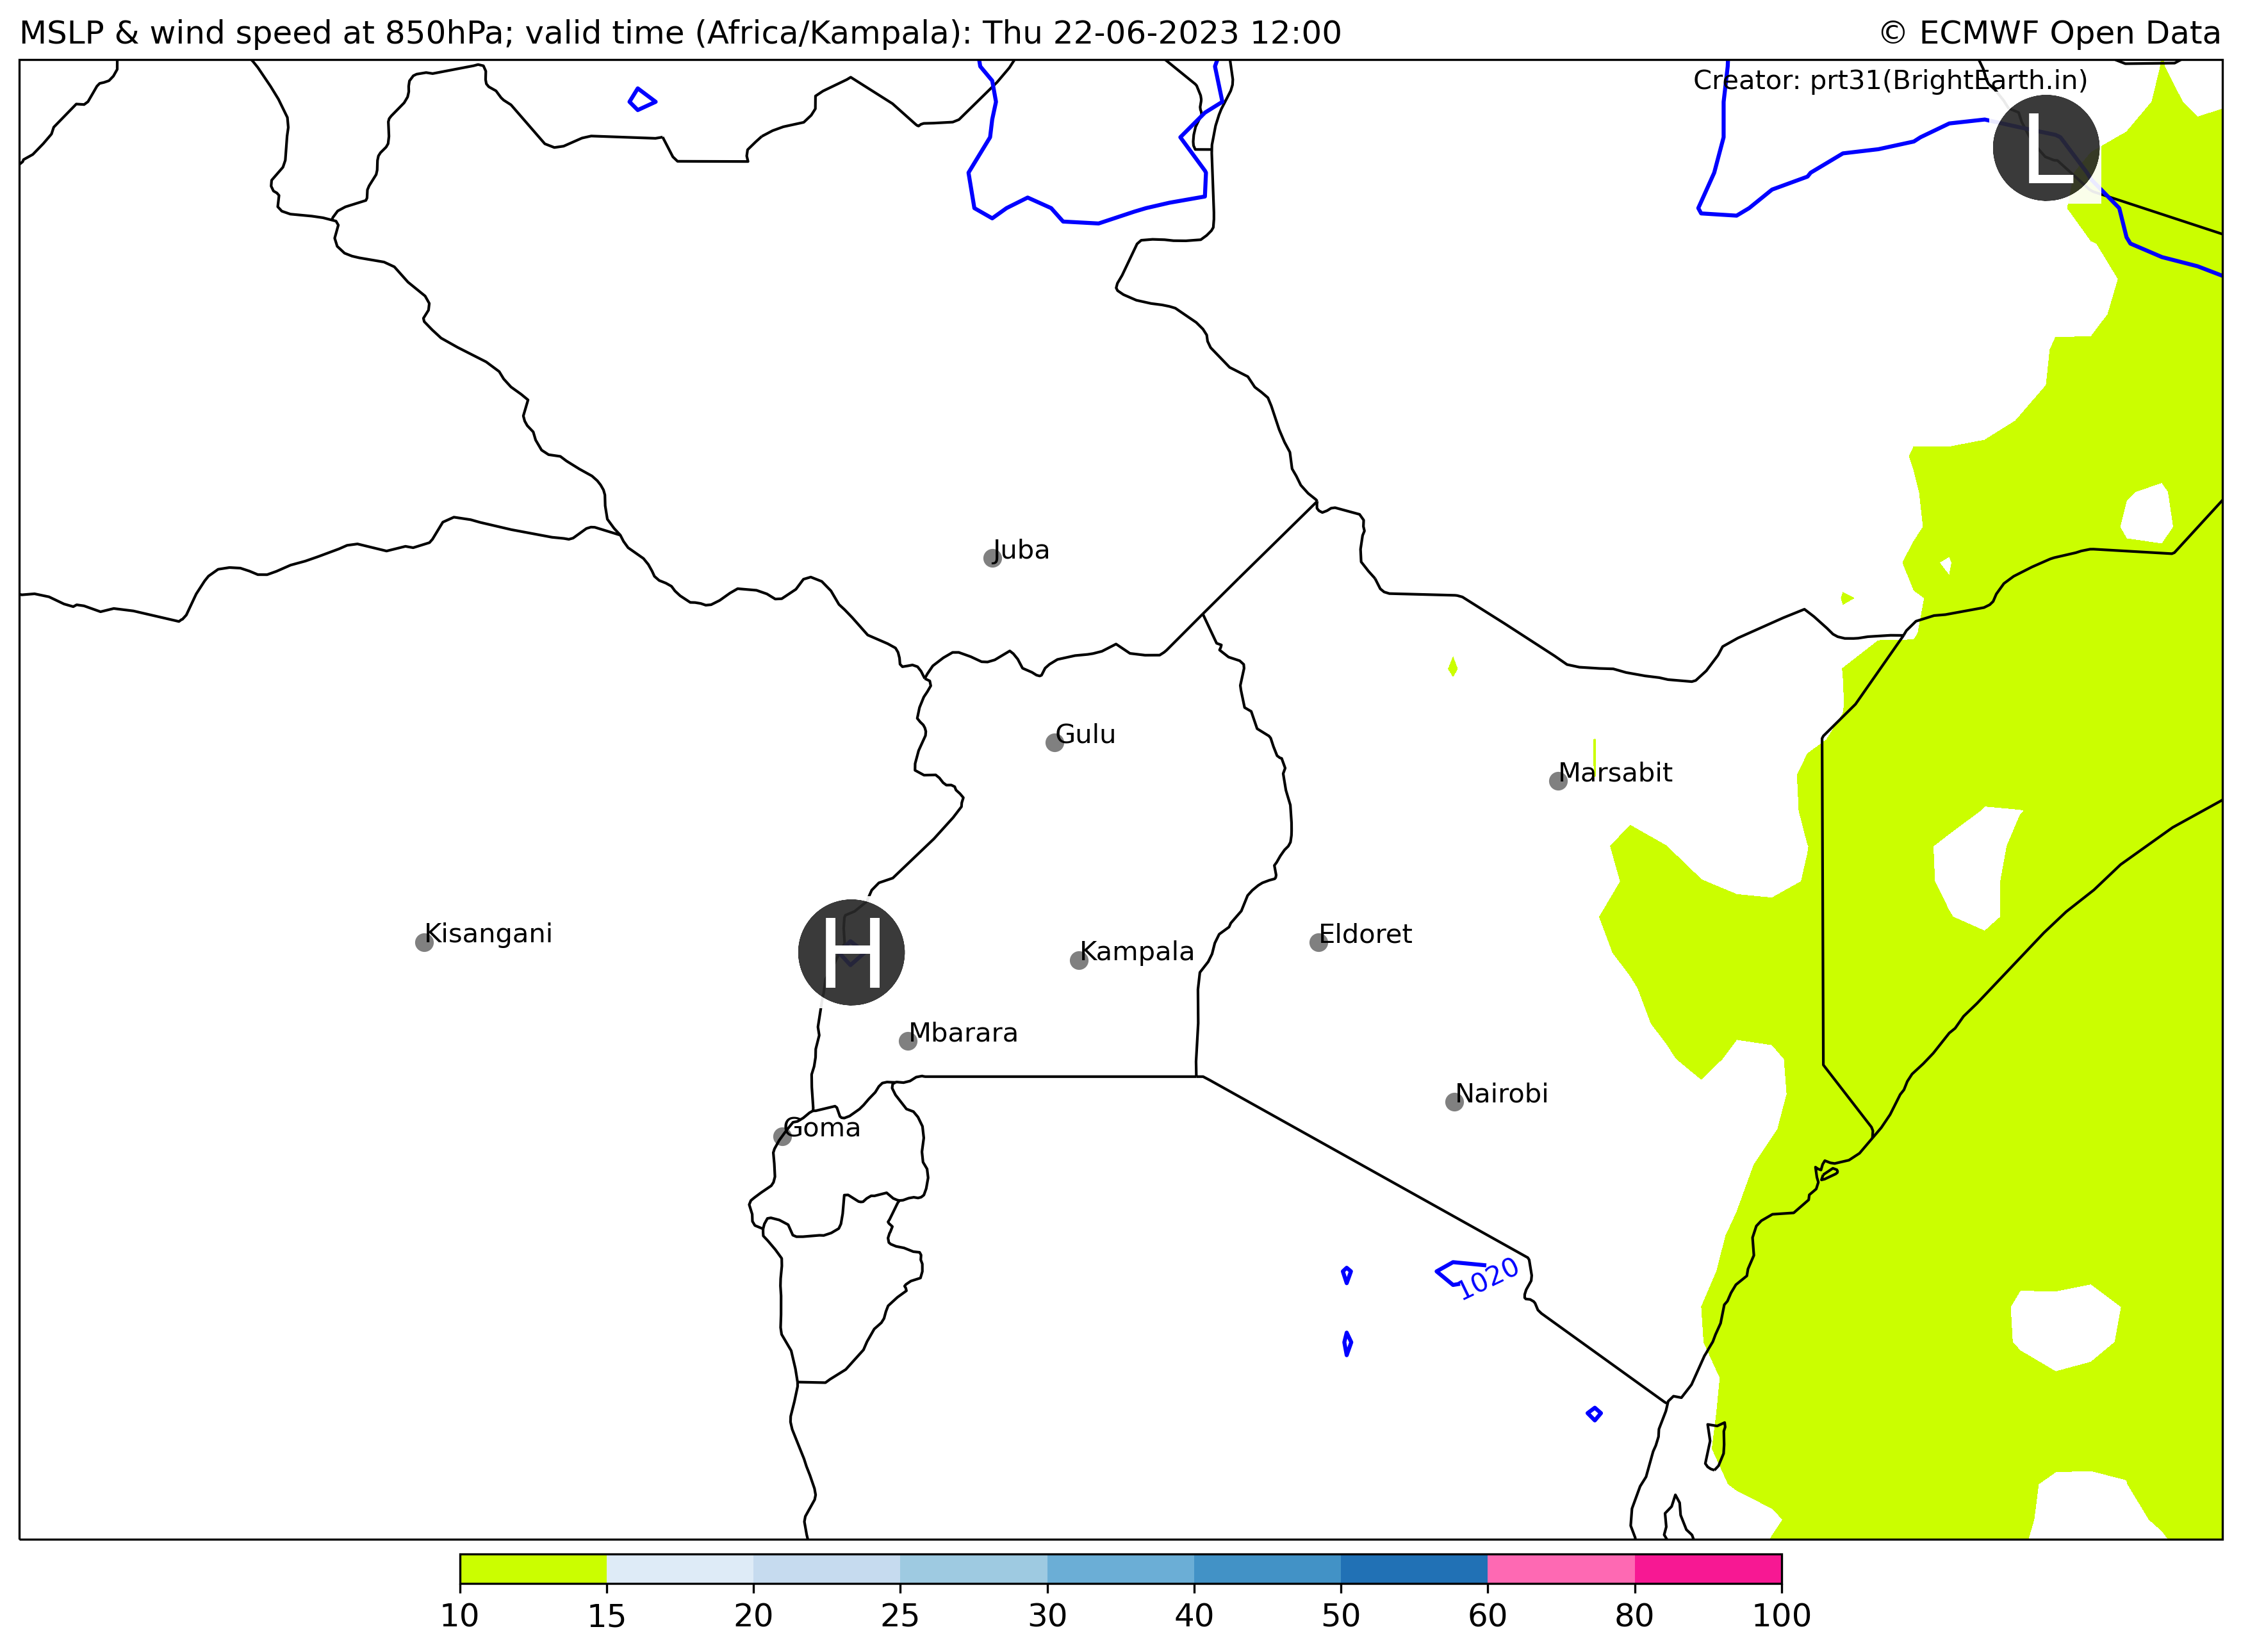 MSLP & wind speed at 850hPa; valid time (Africa/Kampala): Thu 22-06-2023 12:00
© ECMWF Open Data
Creator: prt31(BrightEarth.in)
L
Juba
Gulu
Marsabit
Kisangani
H
Kampala
Eldoret
Mbarara
Nairobi
Goma
1020
10 15 20 25 30 40 50 60 80 100